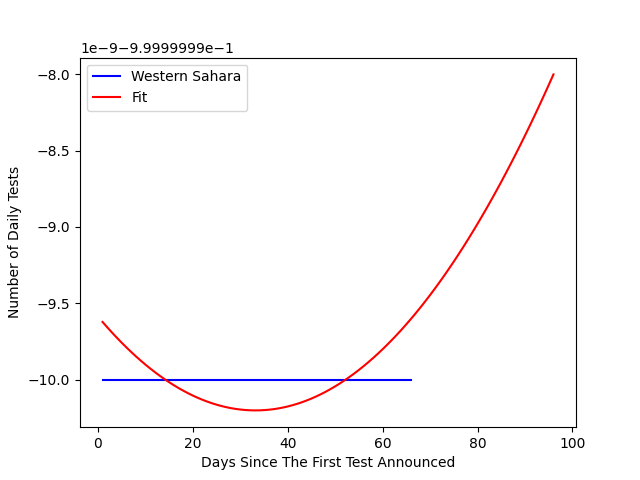 1e−9−9.9999999e−1
−8.0
−8.5
−9.0
−9.5
−10.0
Number of Daily Tests
Western Sahara
Fit
0 20 40 60 80 100
Days Since The First Test Announced